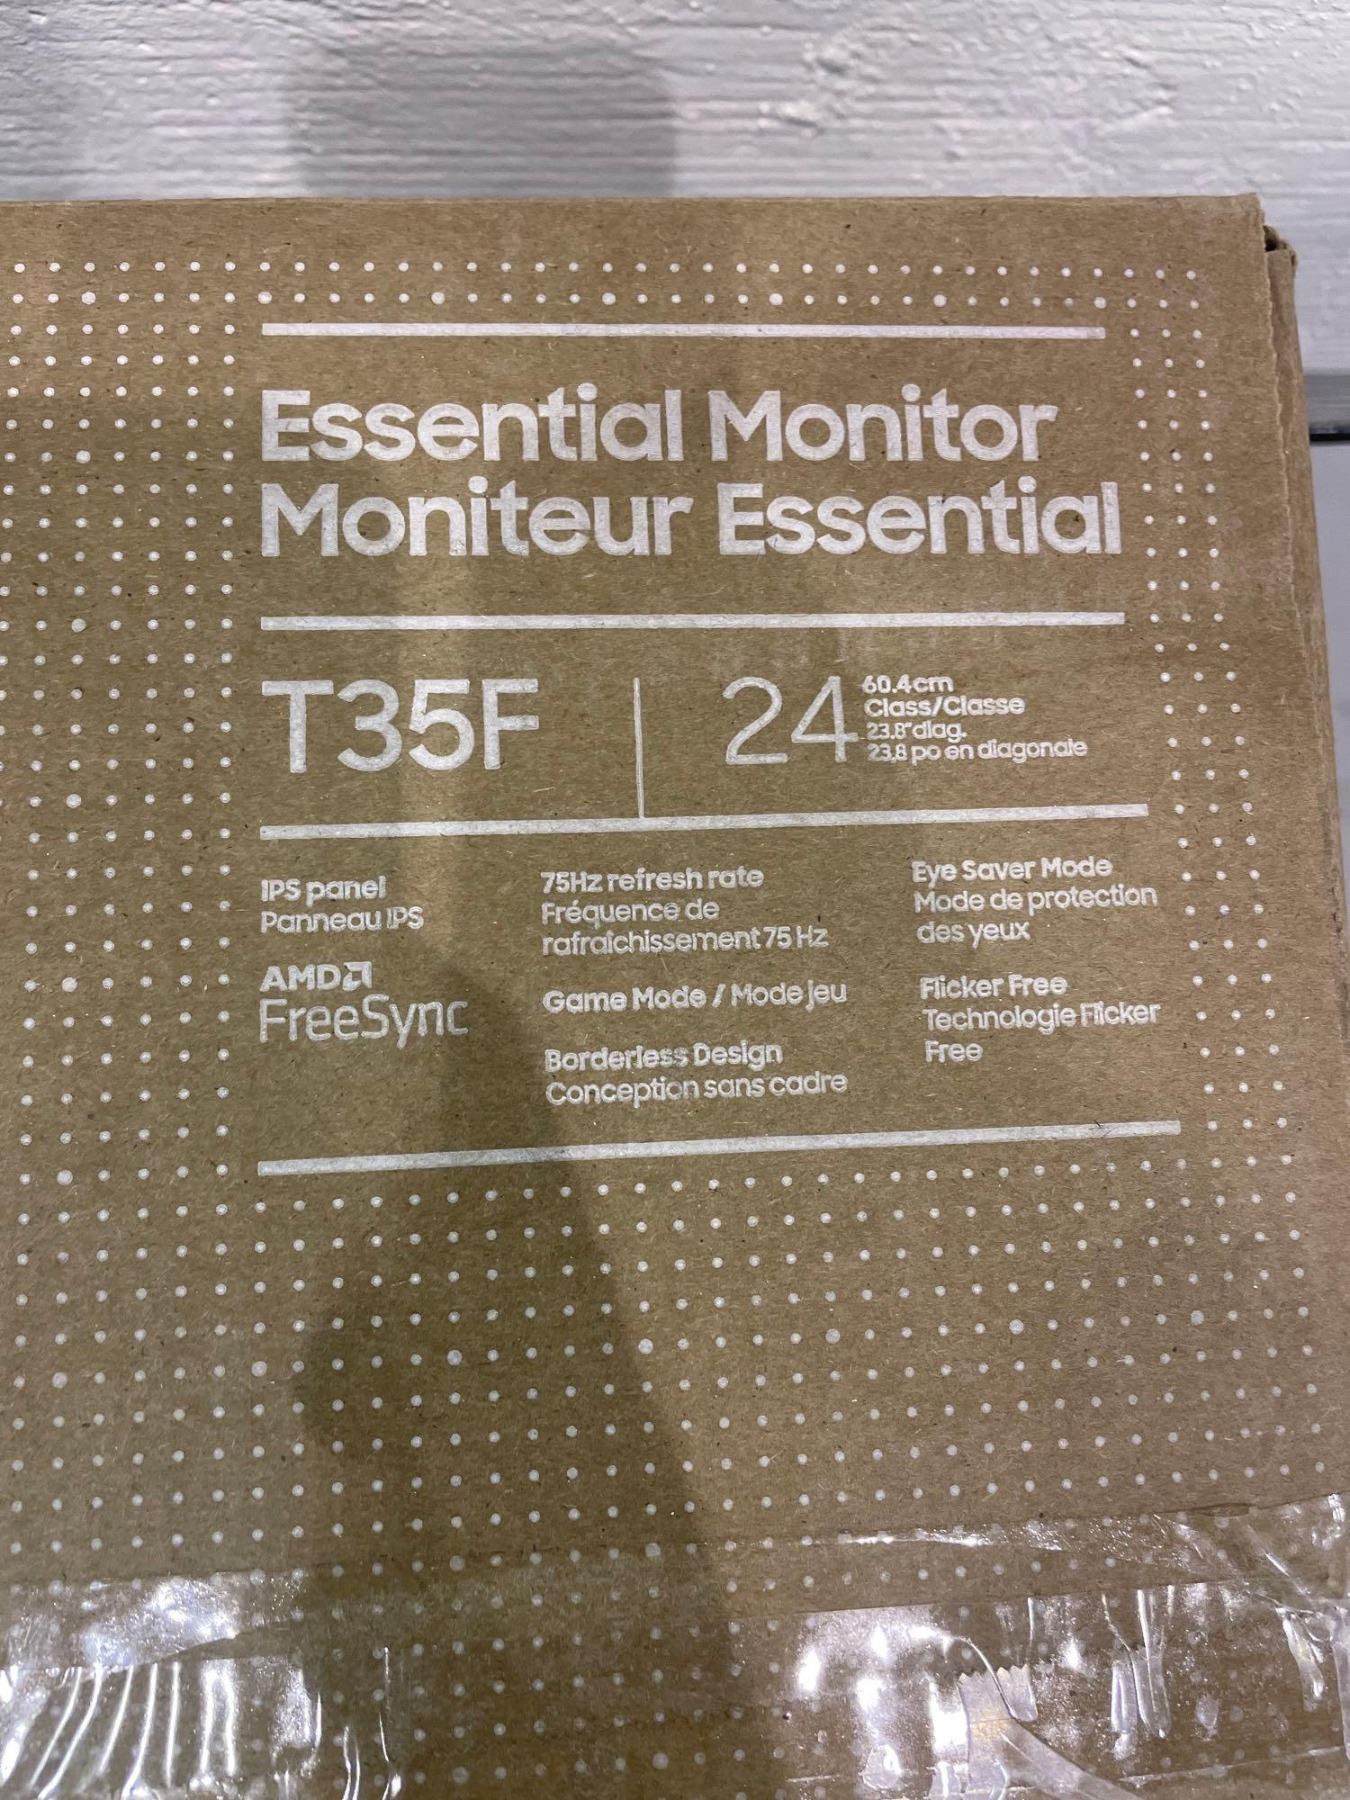 Essential Monitor
Moniteur Essential
T35F
24
60.4cm
Class/Classe
23.8" diag.
23,8 po en diagonale
IPS panel
Panneau IPS
AMD
FreeSync
75Hz refresh rate
Fréquence de
rafraîchissement 75 Hz
Game Mode / Mode jeu
Borderless Design
Conception sans cadre
Eye Saver Mode
Mode de protection
des yeux
Flicker Free
Technologie Flicker
Free